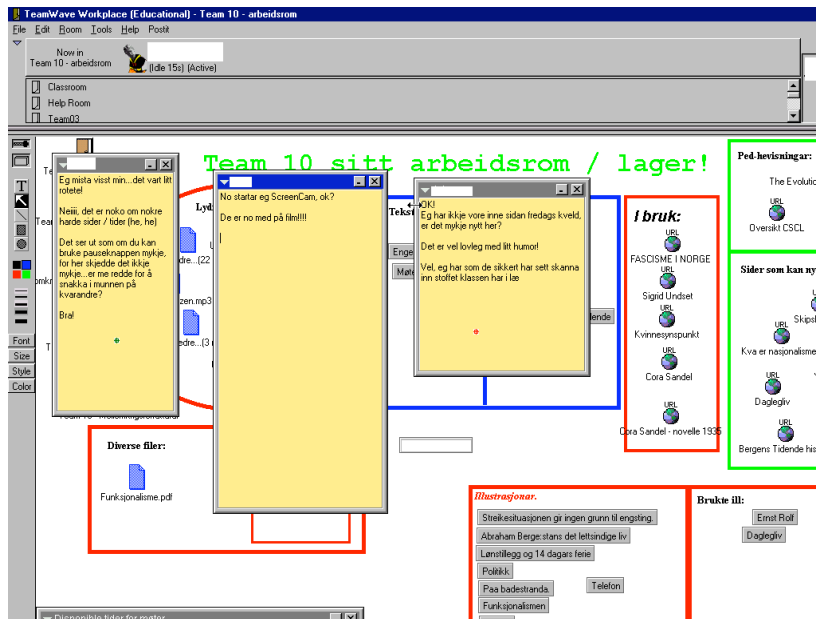 TeamWave Workplace (Educational) - Team 10 - arbeidsrom
File Edit Room Tools Help Postit
Now in
Team 10 - arbeidsrom
(Idle 15s) (Active)
Classroom
Help Room
Team03
Team 10 sitt arbeidsrom / lager!
Eg mista visst min...det vart litt
rotete!
Neiii, det er noko om nokre
harde sider / tider (he, he)
Det ser ut som om du kan
bruke pauseknappen mykje,
for her skjedde det ikkje
mykje...er me redde for å
snakka i munnen på
kvarandre?
Bra!
No startar eg ScreenCam, ok?
De er no med på film!!!!
OK!
Eg har ikkje vore inne sidan fredags kveld,
er det mykje nytt her?
Det er vel lovleg med litt humor!
Vel, eg har som de sikkert har sett skanna
inn stoffet klassen har i læ
Font
Size
Style
Color
I bruk:
URL
FASCISME I NORGE
URL
Sigrid Undset
URL
Kvinnesynspunkt
URL
Cora Sandel
URL
Cora Sandel - novelle 1935
Ped-hevisningar:
The Evolutio
URL
Oversikt CSCL
Sider som kan ny
URL
Skipsl
URL
Kva er nasjonalisme
URL
Daglegliv
URL
Bergens Tidende his
Diverse filer:
Funksjonalisme.pdf
Illustrasjonar.
Streikesituasjonen gir ingen grunn til engsting.
Abraham Berge:stans det lettsindige liv
Lønstillegg og 14 dagars ferie
Politikk
Paa badestranda.
Telefon
Funksjonalismen
Brukte ill:
Ernst Rolf
Daglegliv
Disponible tider for møter